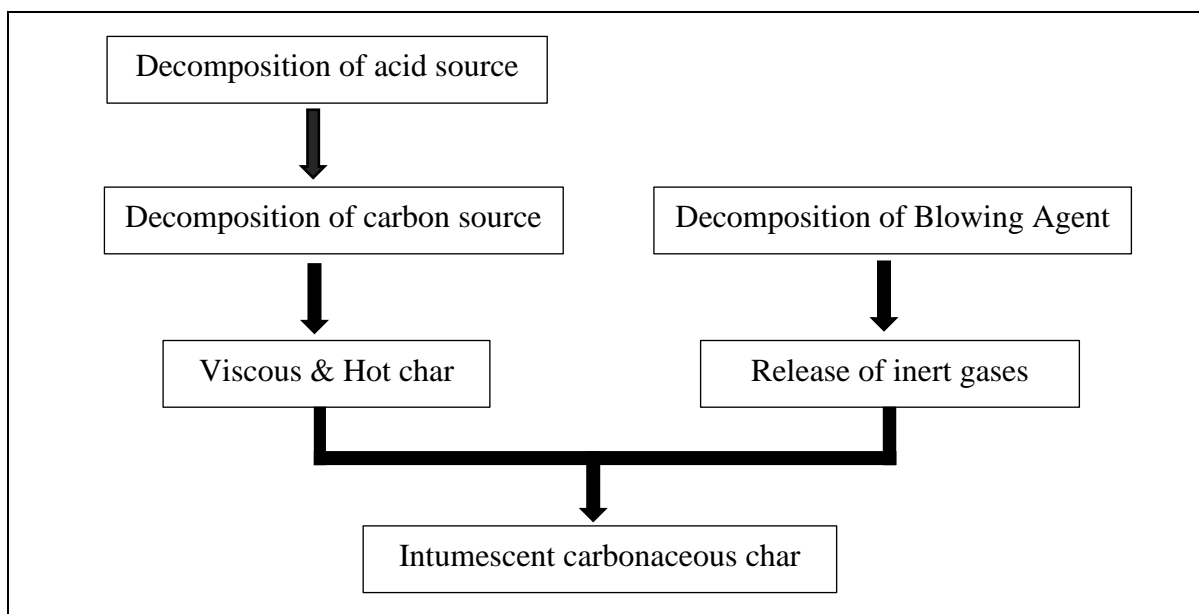 Decomposition of acid source
Decomposition of carbon source
Decomposition of Blowing Agent
Viscous & Hot char
Release of inert gases
Intumescent carbonaceous char